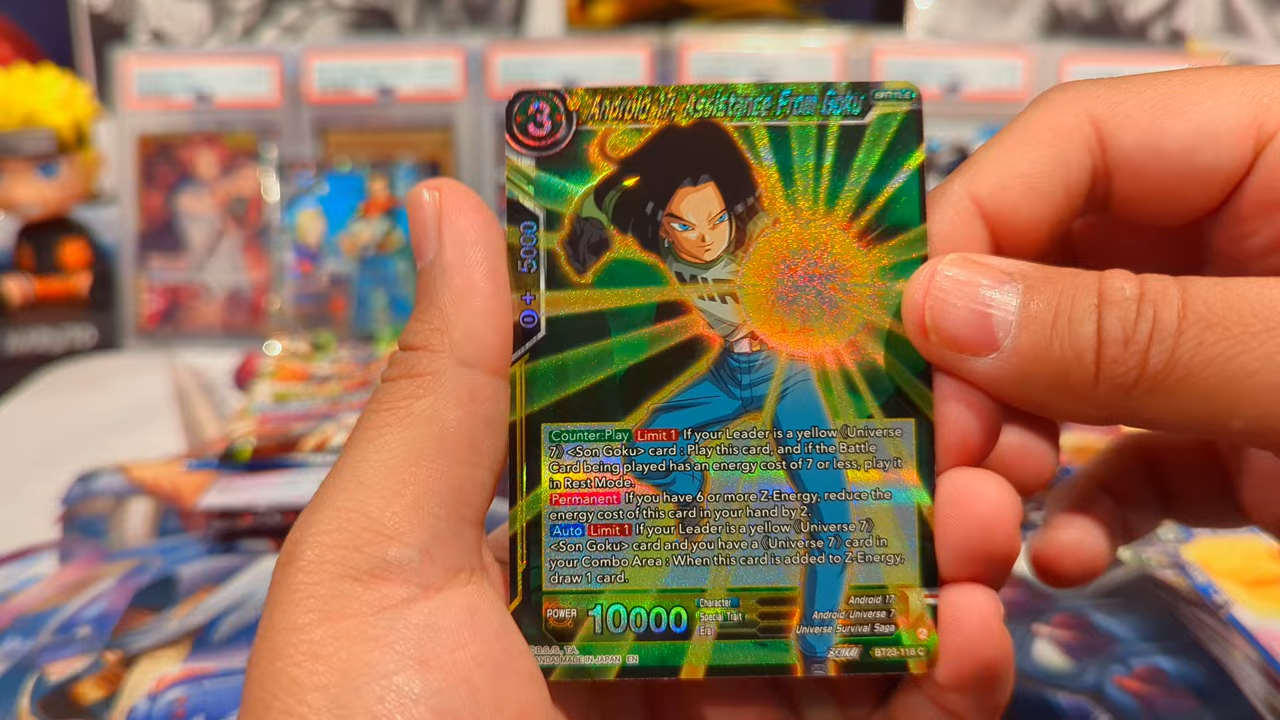 3
Android 17, Assistance From Goku
BATTLE
0 + 5000
Counter:Play Limit 1 If your Leader is a yellow 《Universe
7》 <Son Goku> card : Play this card, and if the Battle
Card being played has an energy cost of 7 or less, play it
in Rest Mode.
Permanent If you have 6 or more Z-Energy, reduce the
energy cost of this card in your hand by 2.
Auto Limit 1 If your Leader is a yellow 《Universe 7》
<Son Goku> card and you have a 《Universe 7》 card in
your Combo Area : When this card is added to Z-Energy,
draw 1 card.
POWER
10000
Character
Special Trait
Era
Android 17
Android/Universe 7
Universe Survival Saga
MIR
BANDAI MADE IN JAPAN EN
BT23-118 C
NARUTO